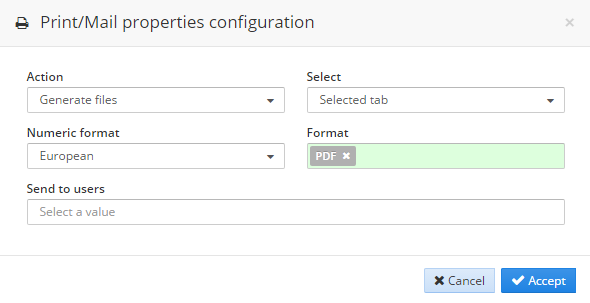 Print/Mail properties configuration
Action
Select
Generate files
Selected tab
Numeric format
Format
European
PDF
Send to users
Select a value
Cancel
Accept